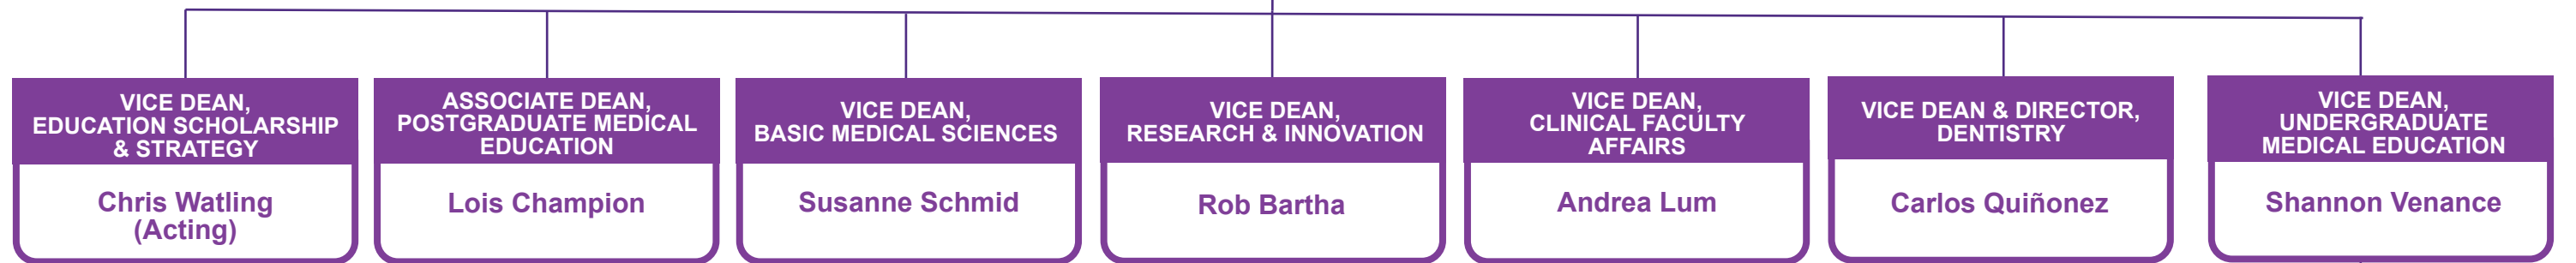 VICE DEAN,
EDUCATION SCHOLARSHIP
& STRATEGY
Chris Watling
(Acting)
ASSOCIATE DEAN,
POSTGRADUATE MEDICAL
EDUCATION
Lois Champion
VICE DEAN,
BASIC MEDICAL SCIENCES
Susanne Schmid
VICE DEAN,
RESEARCH & INNOVATION
Rob Bartha
VICE DEAN,
CLINICAL FACULTY
AFFAIRS
Andrea Lum
VICE DEAN & DIRECTOR,
DENTISTRY
Carlos Quiñonez
VICE DEAN,
UNDERGRADUATE
MEDICAL EDUCATION
Shannon Venance